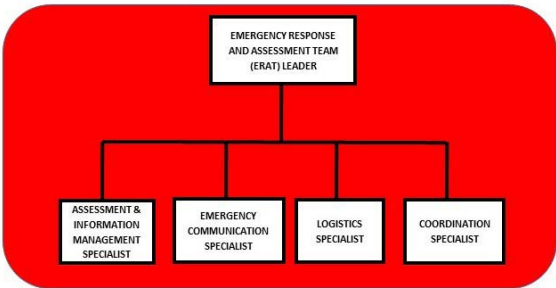 EMERGENCY RESPONSE
AND ASSESSMENT TEAM
(ERAT) LEADER
ASSESSMENT &
INFORMATION
MANAGEMENT
SPECIALIST
EMERGENCY
COMMUNICATION
SPECIALIST
LOGISTICS
SPECIALIST
COORDINATION
SPECIALIST